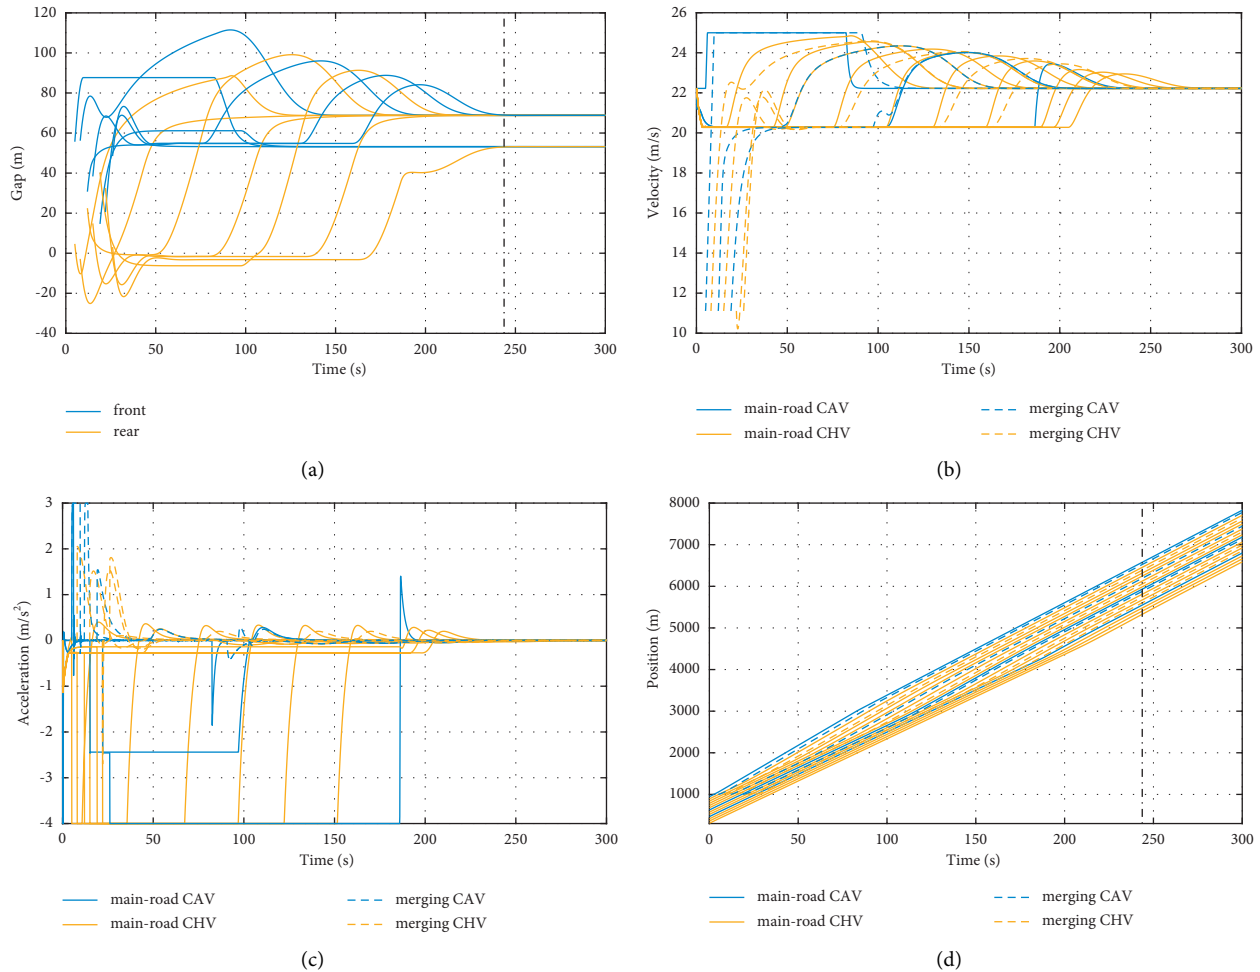 120
100
80
60
40
20
0
-20
-40
Gap (m)
0 50 100 150 200 250 300
Time (s)
front
rear
(a)
26
24
22
20
18
16
14
12
10
Velocity (m/s)
0 50 100 150 200 250 300
Time (s)
main-road CAV merging CAV
main-road CHV merging CHV
(b)
3
2
1
0
-1
-2
-3
-4
Acceleration (m/s²)
0 50 100 150 200 250 300
Time (s)
main-road CAV merging CAV
main-road CHV merging CHV
(c)
8000
7000
6000
5000
4000
3000
2000
1000
Position (m)
0 50 100 150 200 250 300
Time (s)
main-road CAV merging CAV
main-road CHV merging CHV
(d)